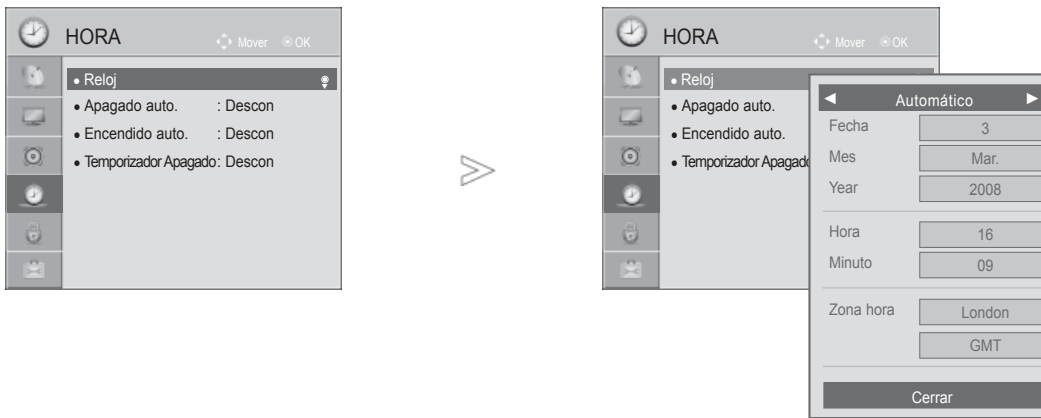 HORA
Mover OK
• Reloj
• Apagado auto. : Descon
• Encendido auto. : Descon
• Temporizador Apagado: Descon
HORA
Mover OK
• Reloj
• Apagado auto.
• Encendido auto.
• Temporizador Apagado
◄ Automático ►
Fecha 3
Mes Mar.
Year 2008
Hora 16
Minuto 09
Zona hora London
GMT
Cerrar